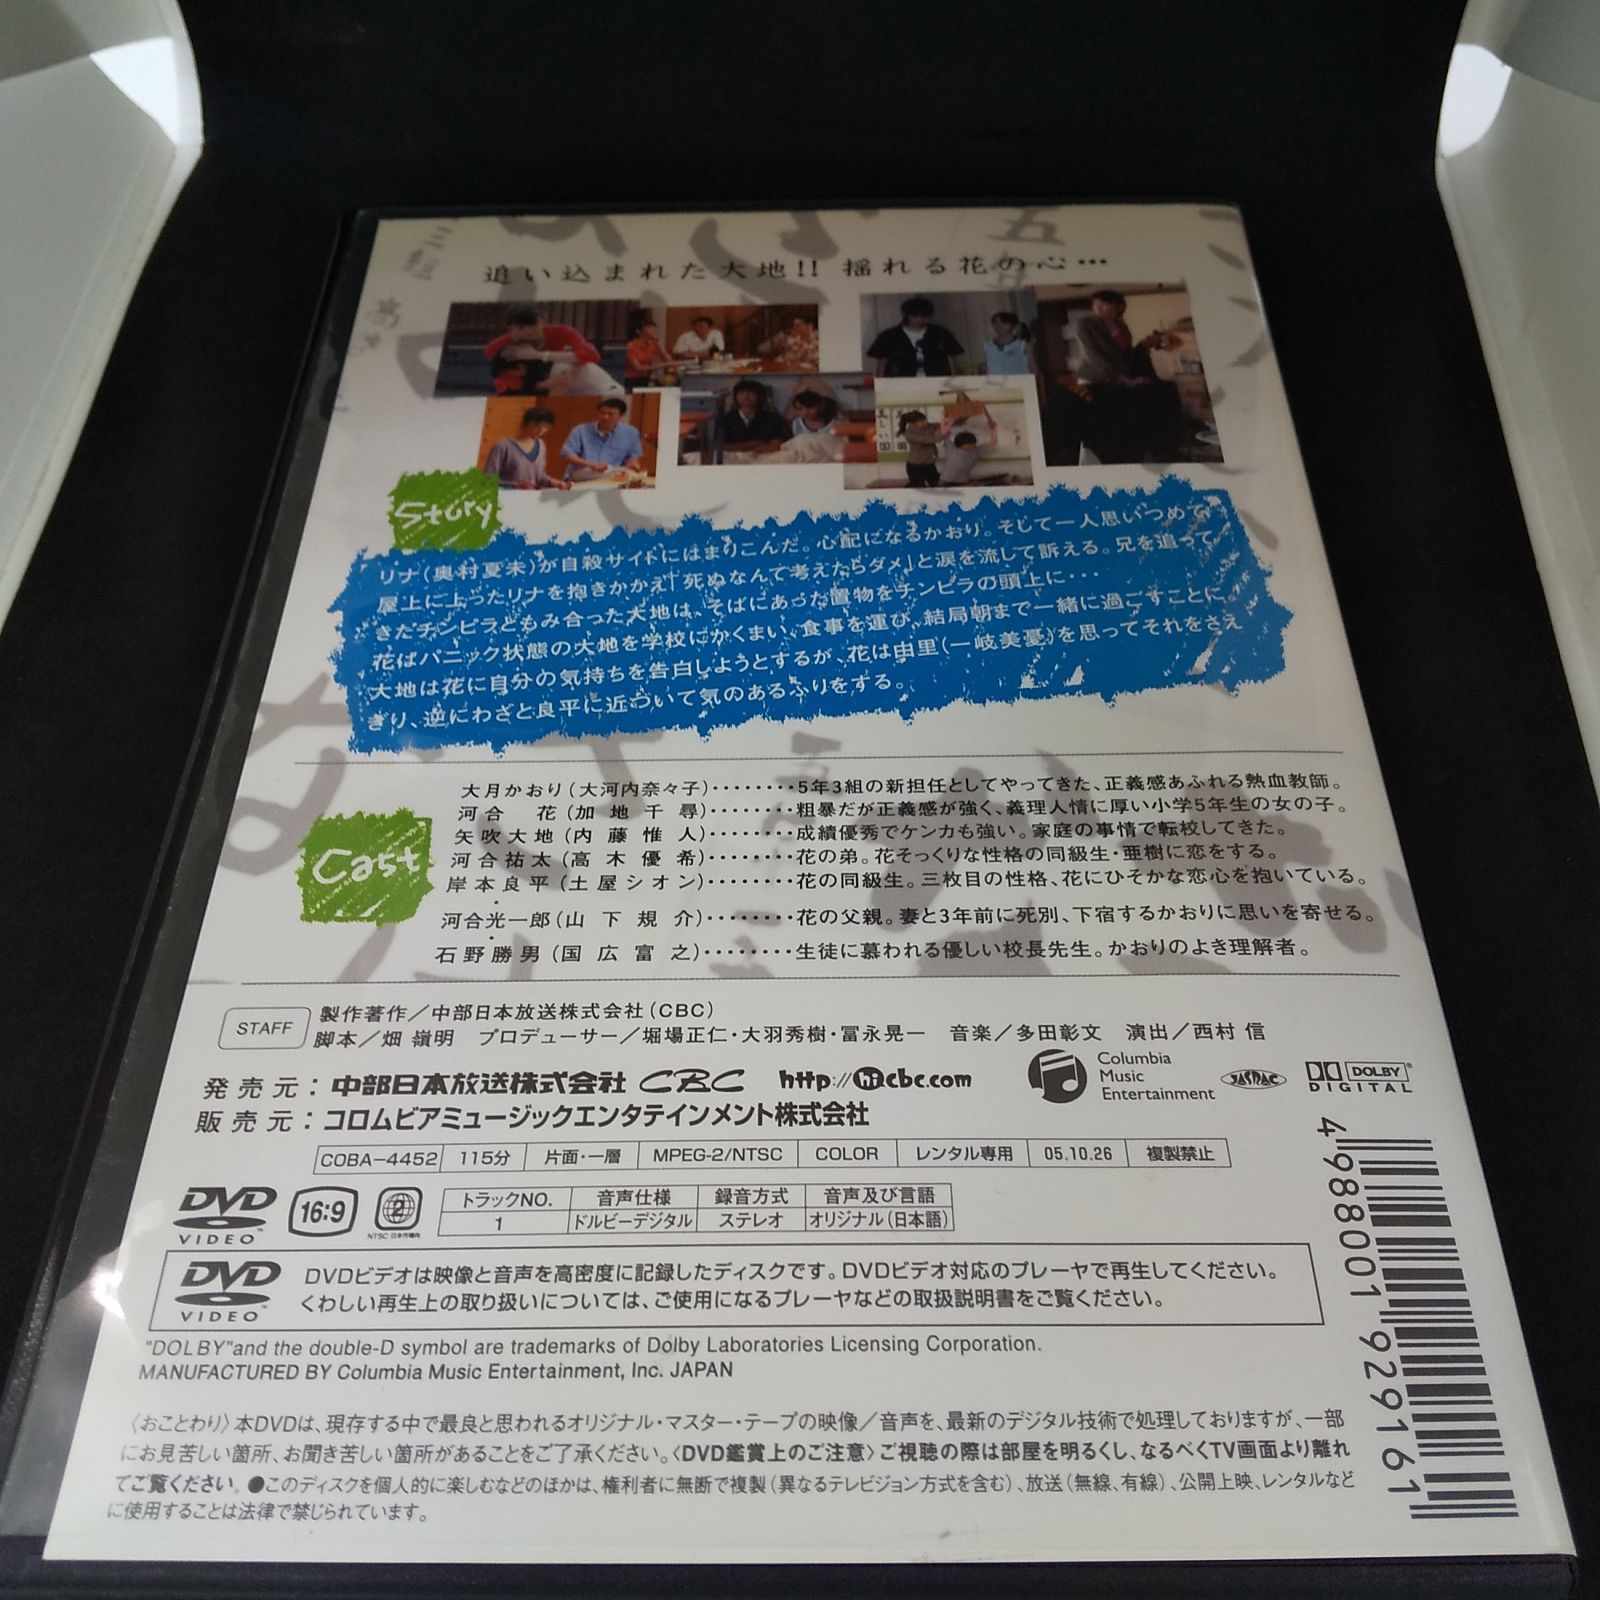 追い込まれた大地!! 揺れる花の心…
Story
リナ(奥村夏未)が自殺サイトにはまりこんだ。心配になるかおり。そして一人思いつめて
屋上に上ったリナを抱きかかえ「死ぬなんて考えたらダメ」と涙を流して訴える。兄を追って
きたチンピラともみ合った大地は、そばにあった置物をチンピラの頭上に・・・
花はパニック状態の大地を学校にかくまい、食事を運び、結局朝まで一緒に過ごすことに。
大地は花に自分の気持ちを告白しようとするが、花は由里(一岐美憂)を思ってそれをさえ
ぎり、逆にわざと良平に近づいて気のあるふりをする。
Cast
大月かおり(大河内奈々子)‥‥‥‥5年3組の新担任としてやってきた、正義感あふれる熱血教師。
河合 花(加地千尋)‥‥‥‥粗暴だが正義感が強く、義理人情に厚い小学5年生の女の子。
矢吹大地(内藤惟人)‥‥‥‥成績優秀でケンカも強い。家庭の事情で転校してきた。
河合祐太(高木優希)‥‥‥‥花の弟。花そっくりな性格の同級生・亜樹に恋をする。
岸本良平(土屋シオン)‥‥‥‥花の同級生。三枚目の性格、花にひそかな恋心を抱いている。
河合光一郎(山下規介)‥‥‥‥花の父親。妻と3年前に死別、下宿するかおりに思いを寄せる。
石野勝男(国広富之)‥‥‥‥生徒に慕われる優しい校長先生。かおりのよき理解者。
STAFF
製作著作/中部日本放送株式会社(CBC)
脚本/畑 嶺明 プロデューサー/堀場正仁・大羽秀樹・冨永晃一 音楽/多田彰文 演出/西村 信
発売元:中部日本放送株式会社 CBC http://hicbc.com
販売元:コロムビアミュージックエンタテインメント株式会社
Columbia
Music
Entertainment
JASRAC
DOLBY
DIGITAL
COBA-4452 115分 片面・一層 MPEG-2/NTSC COLOR レンタル専用 05.10.26 複製禁止
DVD
VIDEO
16:9
2
NTSC 日本市場向
トラックNO. 音声仕様 録音方式 音声及び言語
1 ドルビーデジタル ステレオ オリジナル(日本語)
DVD
VIDEO
DVDビデオは映像と音声を高密度に記録したディスクです。DVDビデオ対応のプレーヤで再生してください。
くわしい再生上の取り扱いについては、ご使用になるプレーヤなどの取扱説明書をご覧ください。
"DOLBY"and the double-D symbol are trademarks of Dolby Laboratories Licensing Corporation.
MANUFACTURED BY Columbia Music Entertainment, Inc. JAPAN
〈おことわり〉本DVDは、現存する中で最良と思われるオリジナル・マスター・テープの映像/音声を、最新のデジタル技術で処理しておりますが、一部
にお見苦しい箇所、お聞き苦しい箇所があることをご了承ください。〈DVD鑑賞上のご注意〉ご視聴の際は部屋を明るくし、なるべくTV画面より離れ
てご覧ください。●このディスクを個人的に楽しむなどのほかは、権利者に無断で複製(異なるテレビジョン方式を含む)、放送(無線、有線)、公開上映、レンタルなど
に使用することは法律で禁じられています。
4 988001 929161